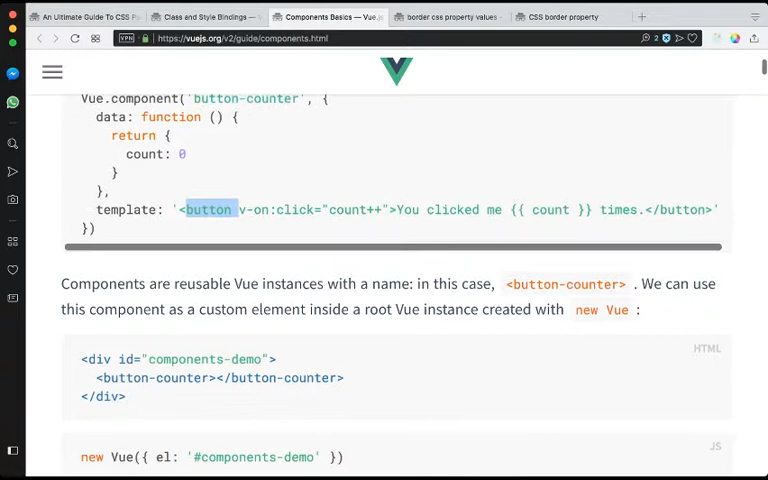 An Ultimate Guide To CSS Ps
Class and Style Bindings —
Components Basics — Vue.js
border css property values -
CSS border property
VPN
https://vuejs.org/v2/guide/components.html
2
Vue.component('button-counter', {
data: function () {
return {
count: 0
}
},
template: '<button v-on:click="count++">You clicked me {{ count }} times.</button>'
})
Components are reusable Vue instances with a name: in this case, <button-counter> . We can use
this component as a custom element inside a root Vue instance created with new Vue :
HTML
<div id="components-demo">
<button-counter></button-counter>
</div>
JS
new Vue({ el: '#components-demo' })